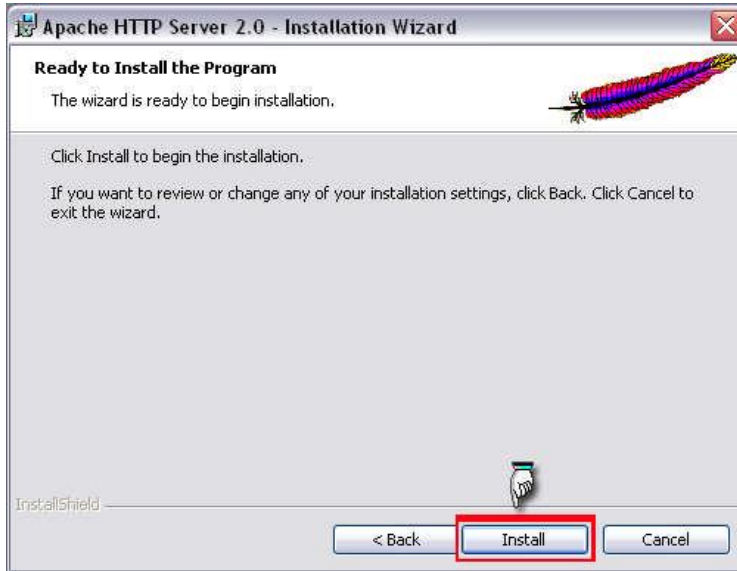 Apache HTTP Server 2.0 - Installation Wizard
Ready to Install the Program
The wizard is ready to begin installation.
Click Install to begin the installation.
If you want to review or change any of your installation settings, click Back. Click Cancel to
exit the wizard.
InstallShield
< Back
Install
Cancel